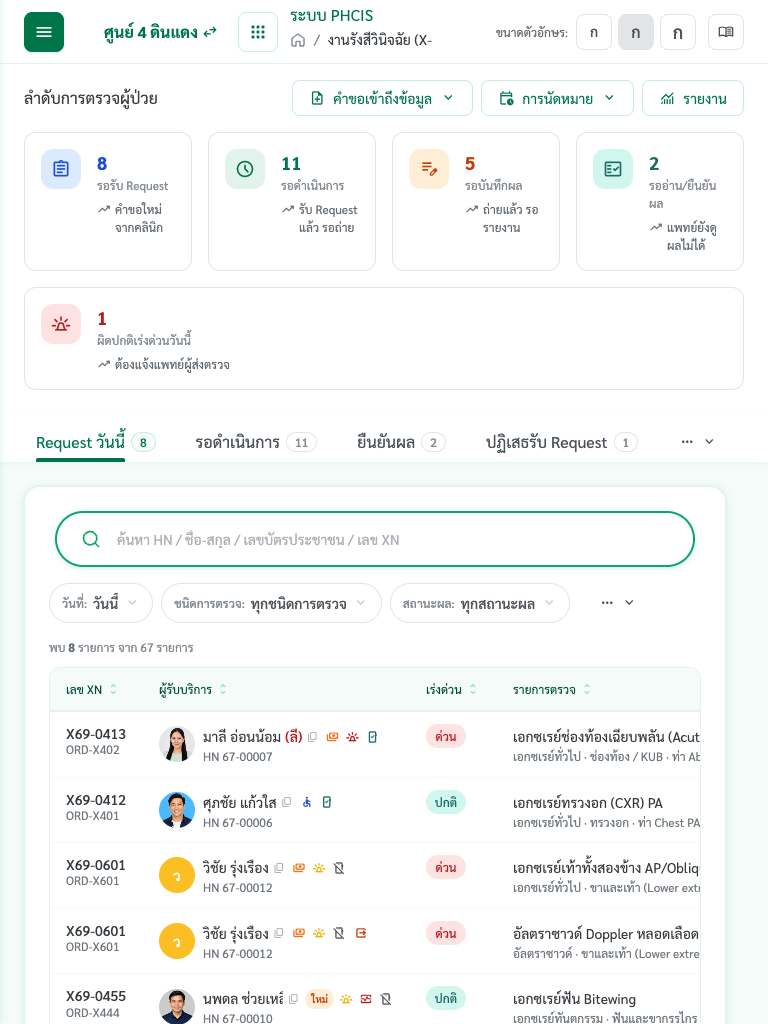 ศูนย์ 4 ดินแดง
ระบบ PHCIS
/ งานรังสีวินิจฉัย (X-
ขนาดตัวอักษร: ก ก ก
ลำดับการตรวจผู้ป่วย
คำขอเข้าถึงข้อมูล
การนัดหมาย
รายงาน
8
รอรับ Request
คำขอใหม่
จากคลินิก
11
รอดำเนินการ
รับ Request
แล้ว รอถ่าย
5
รอบันทึกผล
ถ่ายแล้ว รอ
รายงาน
2
รออ่าน/ยืนยัน
ผล
แพทย์ยังดู
ผลไม่ได้
1
ผิดปกติเร่งด่วนวันนี้
ต้องแจ้งแพทย์ผู้ส่งตรวจ
Request วันนี้ 8
รอดำเนินการ 11
ยืนยันผล 2
ปฏิเสธรับ Request 1
ค้นหา HN / ชื่อ-สกุล / เลขบัตรประชาชน / เลข XN
วันที่: วันนี้
ชนิดการตรวจ: ทุกชนิดการตรวจ
สถานะผล: ทุกสถานะผล
พบ 8 รายการ จาก 67 รายการ
เลข XN ผู้รับบริการ เร่งด่วน รายการตรวจ
X69-0413 มาลี อ่อนน้อม (ลี) ด่วน เอกซเรย์ช่องท้องเฉียบพลัน (Acut
ORD-X402 HN 67-00007 เอกซเรย์ทั่วไป · ช่องท้อง / KUB · ท่า Ab
X69-0412 ศุภชัย แก้วใส ปกติ เอกซเรย์ทรวงอก (CXR) PA
ORD-X401 HN 67-00006 เอกซเรย์ทั่วไป · ทรวงอก · ท่า Chest PA
X69-0601 ว วิชัย รุ่งเรือง ด่วน เอกซเรย์เท้าทั้งสองข้าง AP/Obliq
ORD-X601 HN 67-00012 เอกซเรย์ทั่วไป · ขาและเท้า (Lower extr
X69-0601 ว วิชัย รุ่งเรือง ด่วน อัลตราซาวด์ Doppler หลอดเลือด
ORD-X601 HN 67-00012 อัลตราซาวด์ · ขาและเท้า (Lower extre
X69-0455 นพดล ช่วยเหลื ใหม่ ปกติ เอกซเรย์ฟัน Bitewing
ORD-X444 HN 67-00010 เอกซเรย์ทันตกรรม · ฟันและขากรรไกร